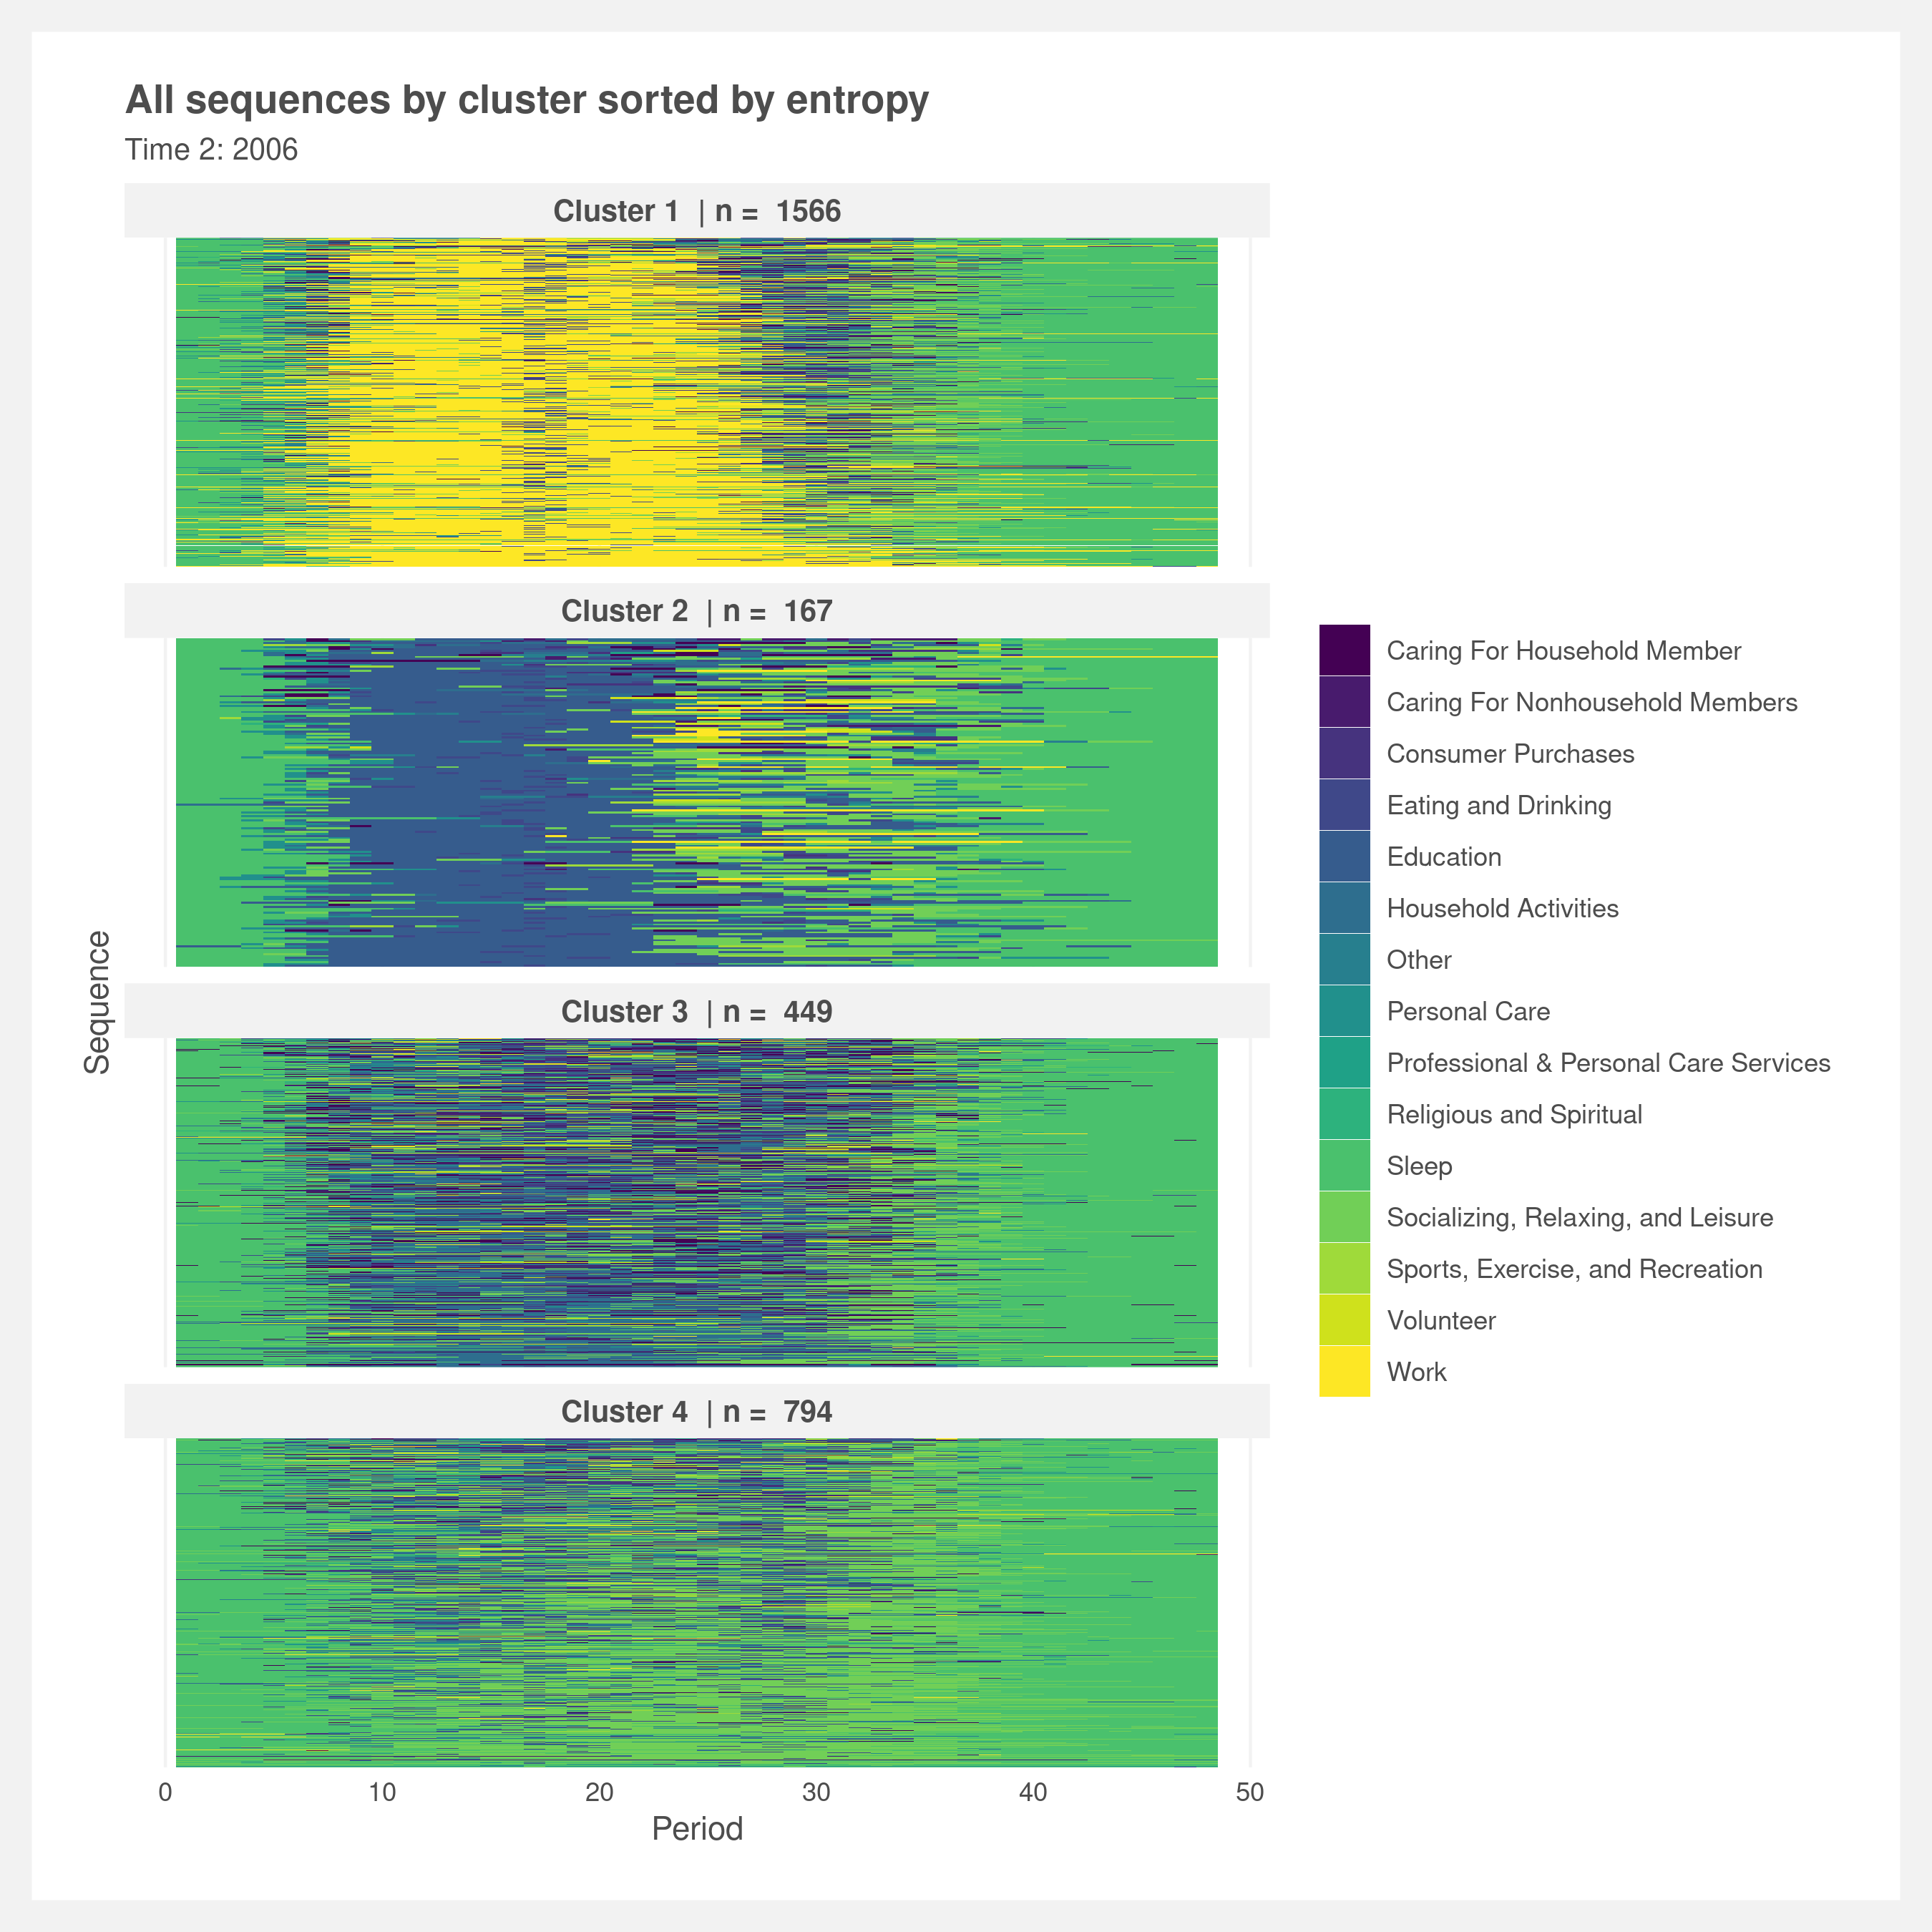 All sequences by cluster sorted by entropy
Time 2: 2006
Cluster 1 | n = 1566
Cluster 2 | n = 167
Cluster 3 | n = 449
Cluster 4 | n = 794
Sequence
0 10 20 30 40 50
Period
Caring For Household Member
Caring For Nonhousehold Members
Consumer Purchases
Eating and Drinking
Education
Household Activities
Other
Personal Care
Professional & Personal Care Services
Religious and Spiritual
Sleep
Socializing, Relaxing, and Leisure
Sports, Exercise, and Recreation
Volunteer
Work